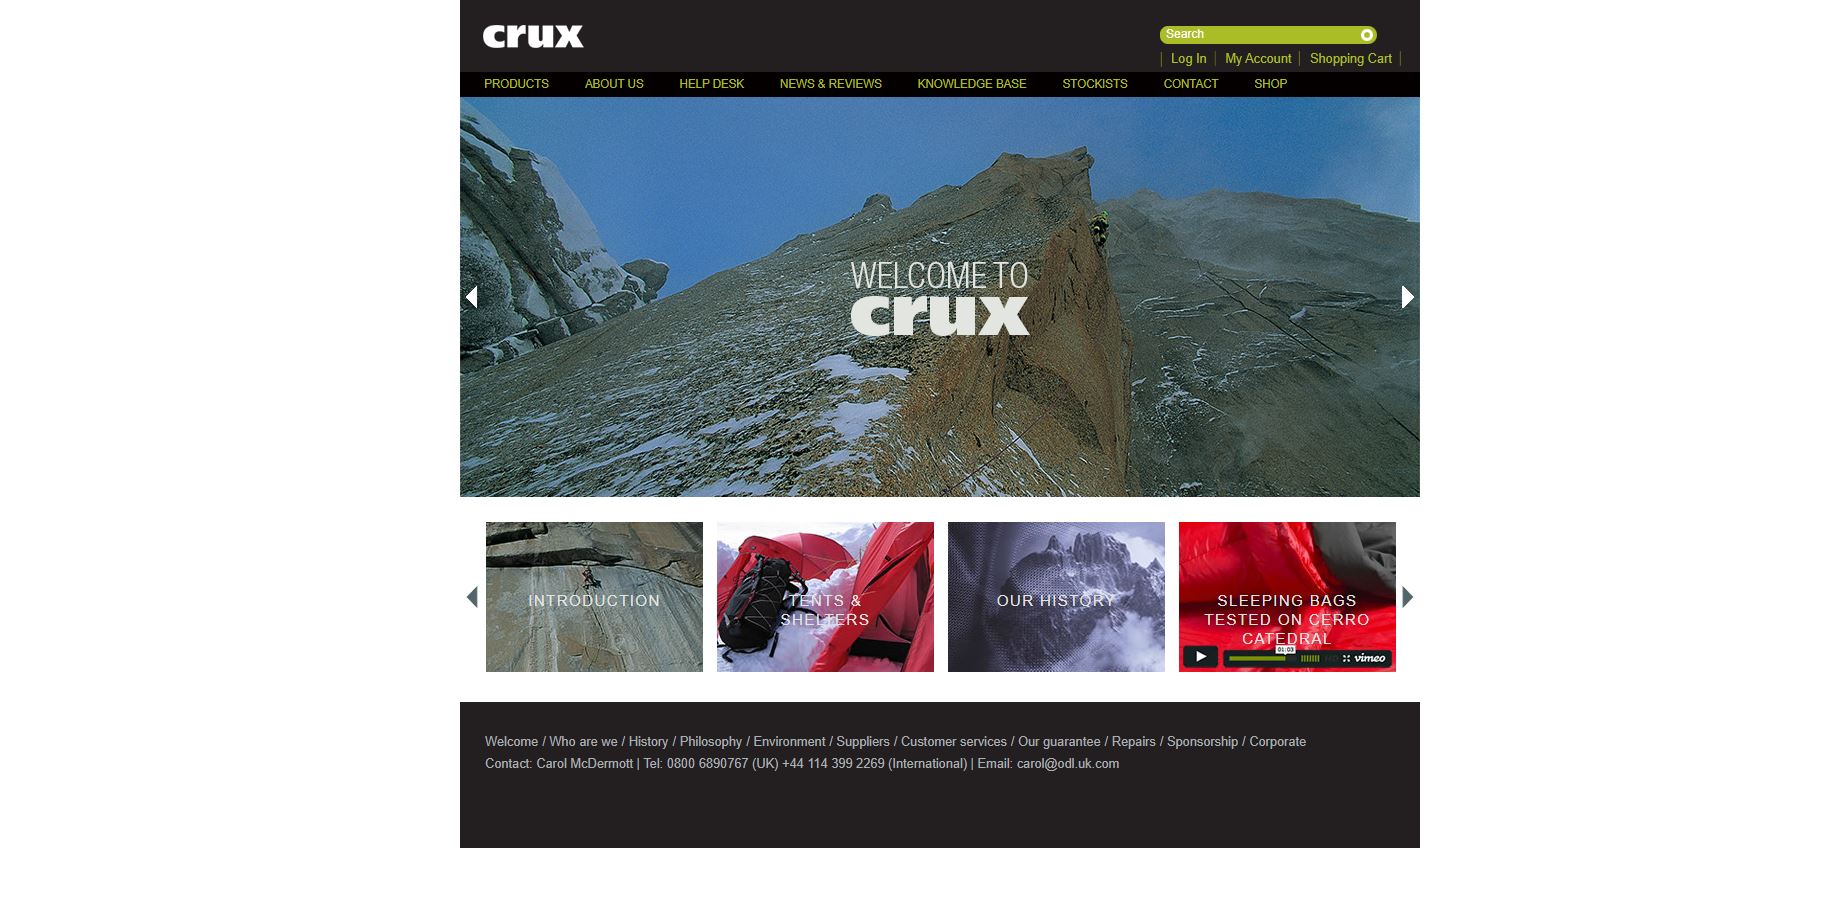 crux
Search
Log In | My Account | Shopping Cart
PRODUCTS ABOUT US HELP DESK NEWS & REVIEWS KNOWLEDGE BASE STOCKISTS CONTACT SHOP
WELCOME TO
crux
INTRODUCTION
TENTS &
SHELTERS
OUR HISTORY
SLEEPING BAGS
TESTED ON CERRO
CATEDRAL
01:03
HD vimeo
Welcome / Who are we / History / Philosophy / Environment / Suppliers / Customer services / Our guarantee / Repairs / Sponsorship / Corporate
Contact: Carol McDermott | Tel: 0800 6890767 (UK) +44 114 399 2269 (International) | Email: carol@odl.uk.com